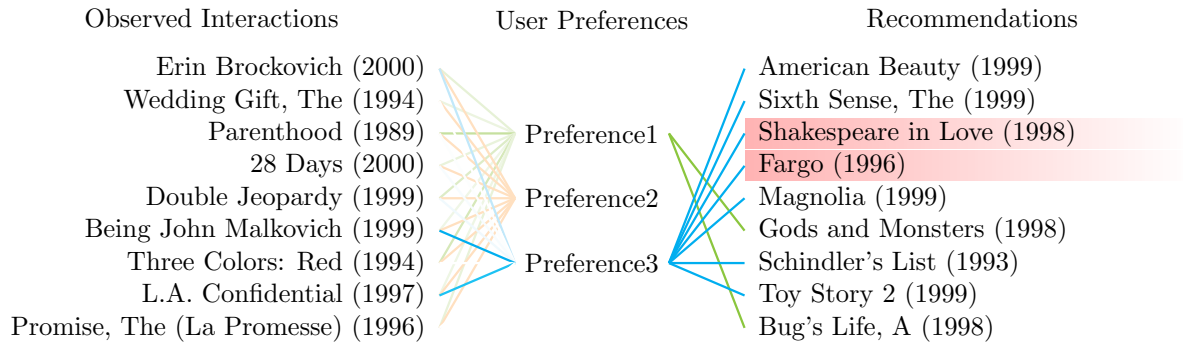 Observed Interactions
User Preferences
Recommendations
Erin Brockovich (2000)
Wedding Gift, The (1994)
Parenthood (1989)
28 Days (2000)
Double Jeopardy (1999)
Being John Malkovich (1999)
Three Colors: Red (1994)
L.A. Confidential (1997)
Promise, The (La Promesse) (1996)
Preference1
Preference2
Preference3
American Beauty (1999)
Sixth Sense, The (1999)
Shakespeare in Love (1998)
Fargo (1996)
Magnolia (1999)
Gods and Monsters (1998)
Schindler's List (1993)
Toy Story 2 (1999)
Bug's Life, A (1998)